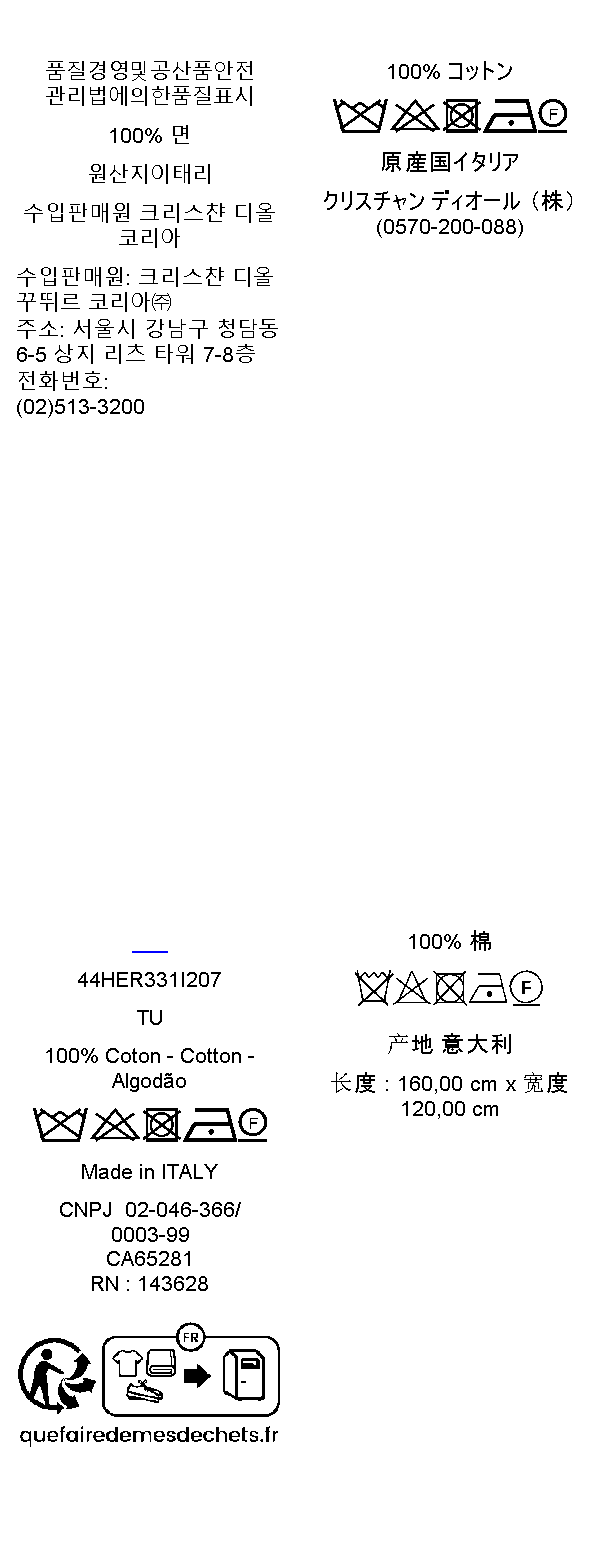 품질경영및공산품안전
관리법에의한품질표시
100% 면
원산지이태리
수입판매원 크리스챤 디올
코리아
수입판매원: 크리스챤 디올
꾸뛰르 코리아㈜
주소: 서울시 강남구 청담동
6-5 상지 리츠 타워 7-8층
전화번호:
(02)513-3200
100% コットン
F
原産国イタリア
クリスチャン ディオール（株）
(0570-200-088)
44HER331I207
TU
100% Coton - Cotton -
Algodão
F
Made in ITALY
CNPJ 02-046-366/
0003-99
CA65281
RN : 143628
FR
quefairedemesdechets.fr
100% 棉
F
产地 意大利
长度 : 160,00 cm x 宽度
120,00 cm